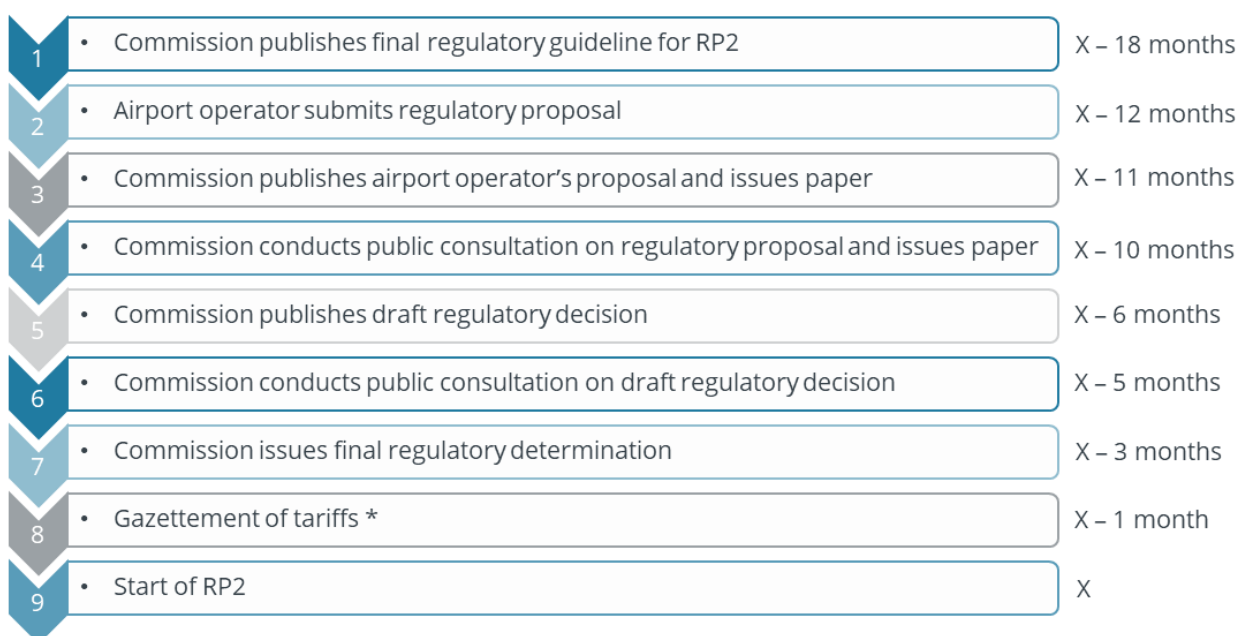 1 • Commission publishes final regulatory guideline for RP2 X – 18 months
2 • Airport operator submits regulatory proposal X – 12 months
3 • Commission publishes airport operator’s proposal and issues paper X – 11 months
4 • Commission conducts public consultation on regulatory proposal and issues paper X – 10 months
5 • Commission publishes draft regulatory decision X – 6 months
6 • Commission conducts public consultation on draft regulatory decision X – 5 months
7 • Commission issues final regulatory determination X – 3 months
8 • Gazettement of tariffs * X – 1 month
9 • Start of RP2 X